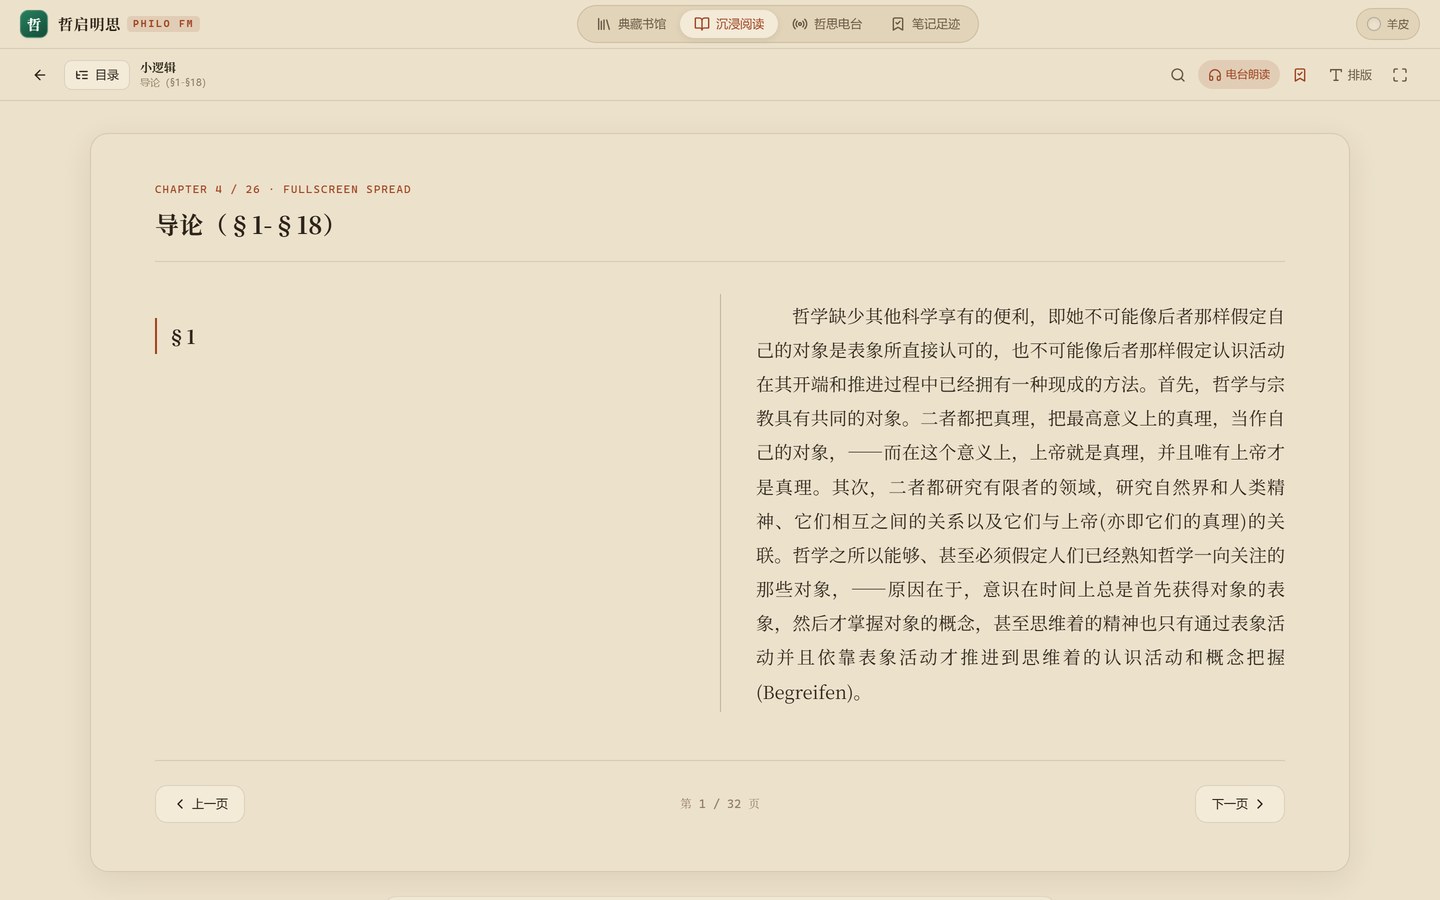 哲 哲启明思 PHILO FM
典藏书馆 沉浸阅读 哲思电台 笔记足迹
羊皮
目录
小逻辑
导论（§1-§18）
电台朗读
排版
CHAPTER 4 / 26 · FULLSCREEN SPREAD
导论（§1-§18）
§1
哲学缺少其他科学享有的便利，即她不可能像后者那样假定自
己的对象是表象所直接认可的，也不可能像后者那样假定认识活动
在其开端和推进过程中已经拥有一种现成的方法。首先，哲学与宗
教具有共同的对象。二者都把真理，把最高意义上的真理，当作自
己的对象，——而在这个意义上，上帝就是真理，并且唯有上帝才
是真理。其次，二者都研究有限者的领域，研究自然界和人类精
神、它们相互之间的关系以及它们与上帝(亦即它们的真理)的关
联。哲学之所以能够、甚至必须假定人们已经熟知哲学一向关注的
那些对象，——原因在于，意识在时间上总是首先获得对象的表
象，然后才掌握对象的概念，甚至思维着的精神也只有通过表象活
动并且依靠表象活动才推进到思维着的认识活动和概念把握
(Begreifen)。
上一页
第 1 / 32 页
下一页